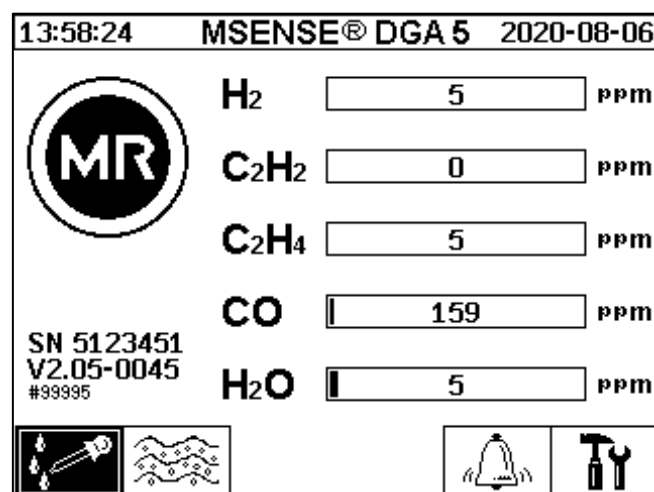 13:58:24 MSENSE® DGA 5 2020-08-06
MR
H₂ 5 ppm
C₂H₂ 0 ppm
C₂H₄ 5 ppm
CO 159 ppm
H₂O 5 ppm
SN 5123451
V2.05-0045
#99995